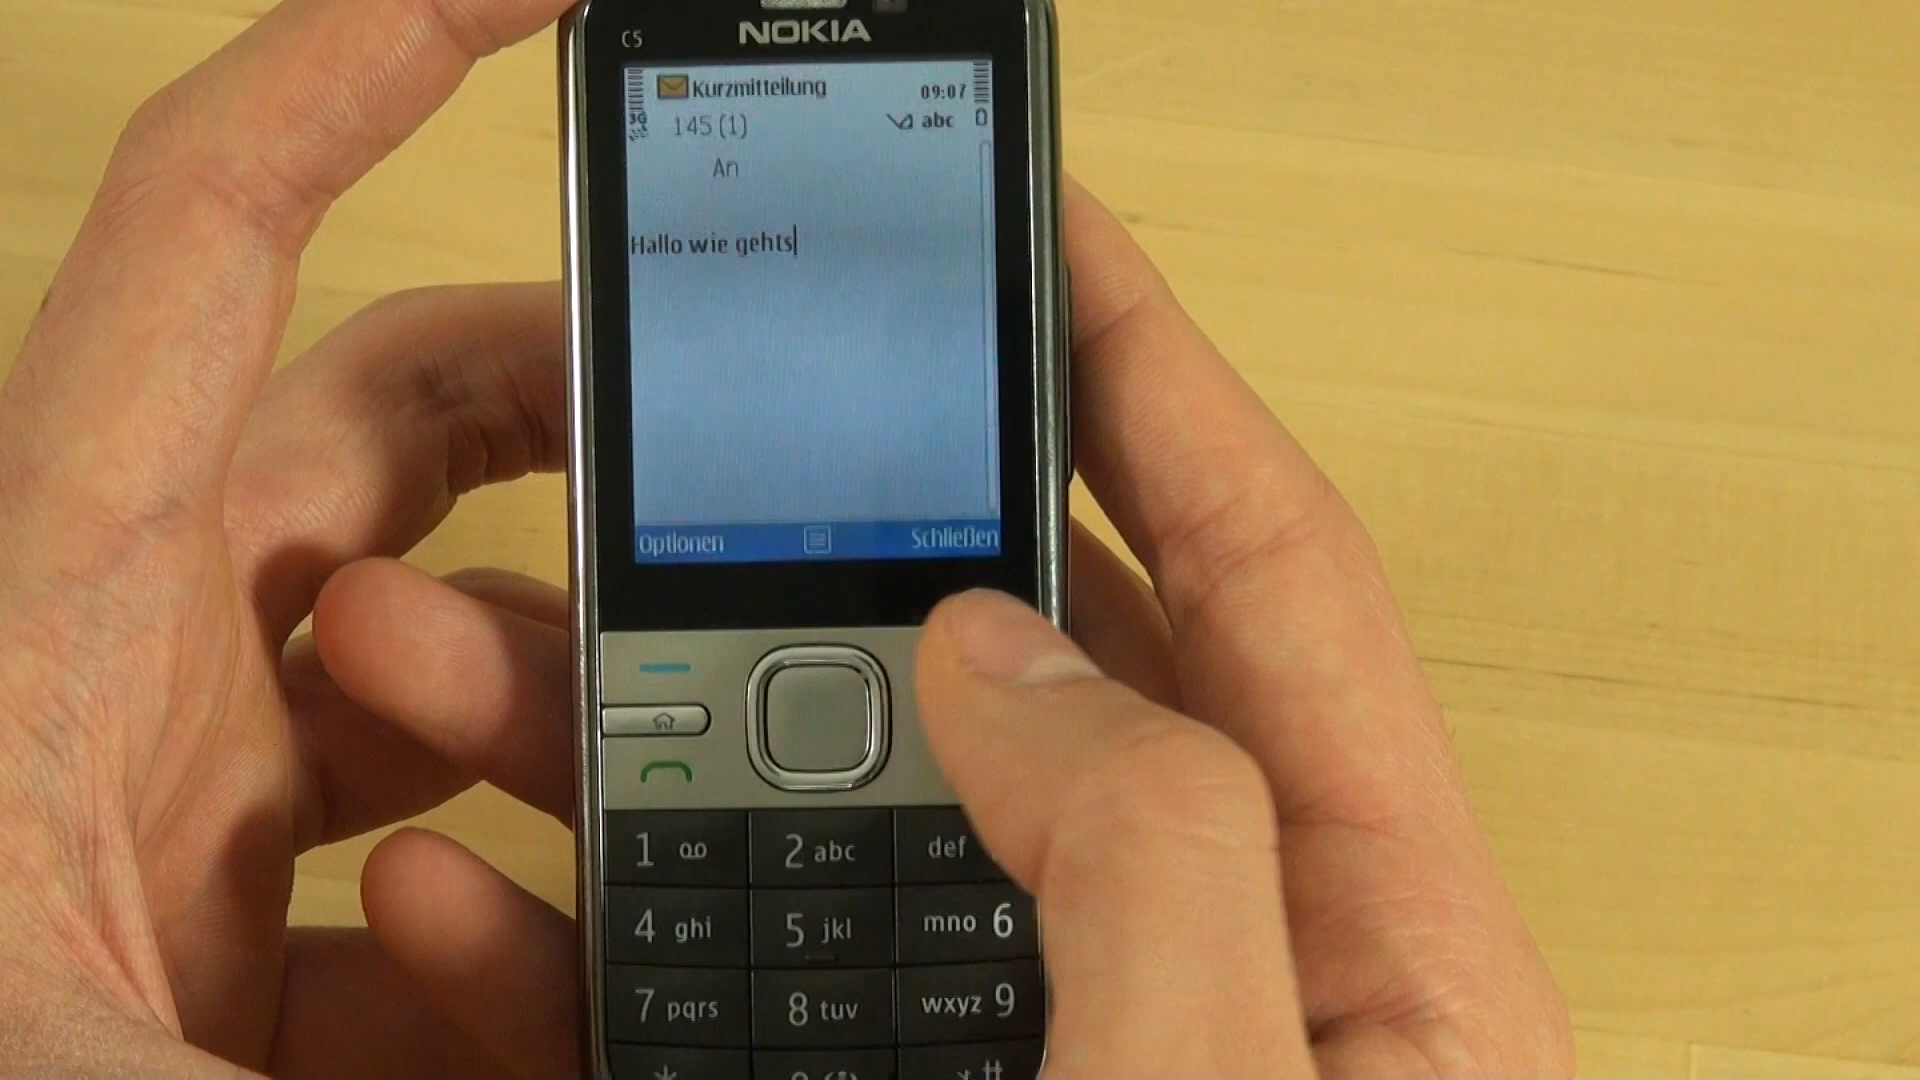 C5
NOKIA
Kurzmitteilung 09:07
3G 145 (1) abc
An
Hallo wie gehts
Optionen Schließen
1 2 abc def
4 ghi 5 jkl mno 6
7 pqrs 8 tuv wxyz 9
* #